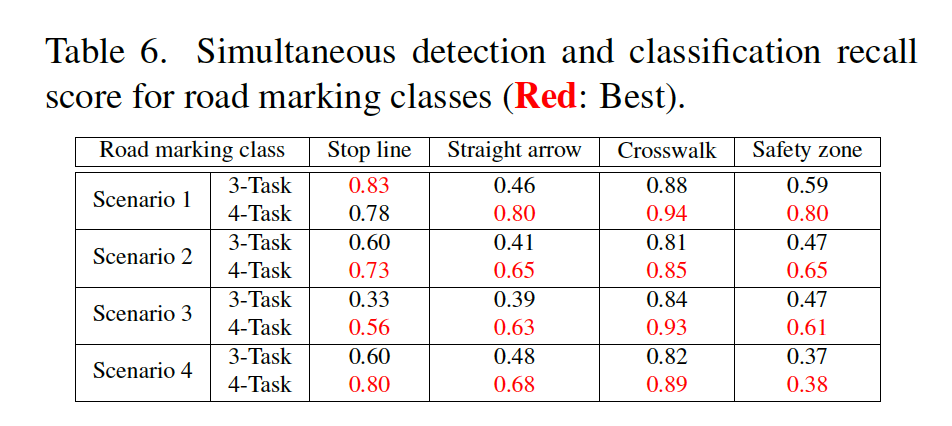 Table 6. Simultaneous detection and classification recall
score for road marking classes (Red: Best).
Road marking class Stop line Straight arrow Crosswalk Safety zone
Scenario 1 3-Task 0.83 0.46 0.88 0.59
4-Task 0.78 0.80 0.94 0.80
Scenario 2 3-Task 0.60 0.41 0.81 0.47
4-Task 0.73 0.65 0.85 0.65
Scenario 3 3-Task 0.33 0.39 0.84 0.47
4-Task 0.56 0.63 0.93 0.61
Scenario 4 3-Task 0.60 0.48 0.82 0.37
4-Task 0.80 0.68 0.89 0.38